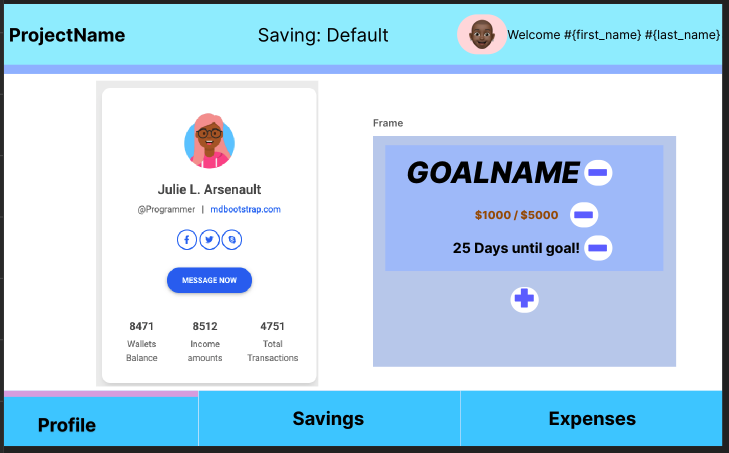 ProjectName
Saving: Default
Welcome #{first_name} #{last_name}
Julie L. Arsenault
@Programmer | mdbootstrap.com
MESSAGE NOW
8471 8512 4751
Wallets Income Total
Balance amounts Transactions
Frame
GOALNAME
$1000 / $5000
25 Days until goal!
Profile
Savings
Expenses